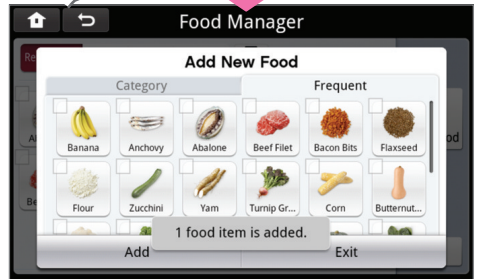 Food Manager
Add New Food
Category Frequent
Banana Anchovy Abalone Beef Filet Bacon Bits Flaxseed
Flour Zucchini Yam Turnip Gr... Corn Butternut...
1 food item is added.
Add Exit